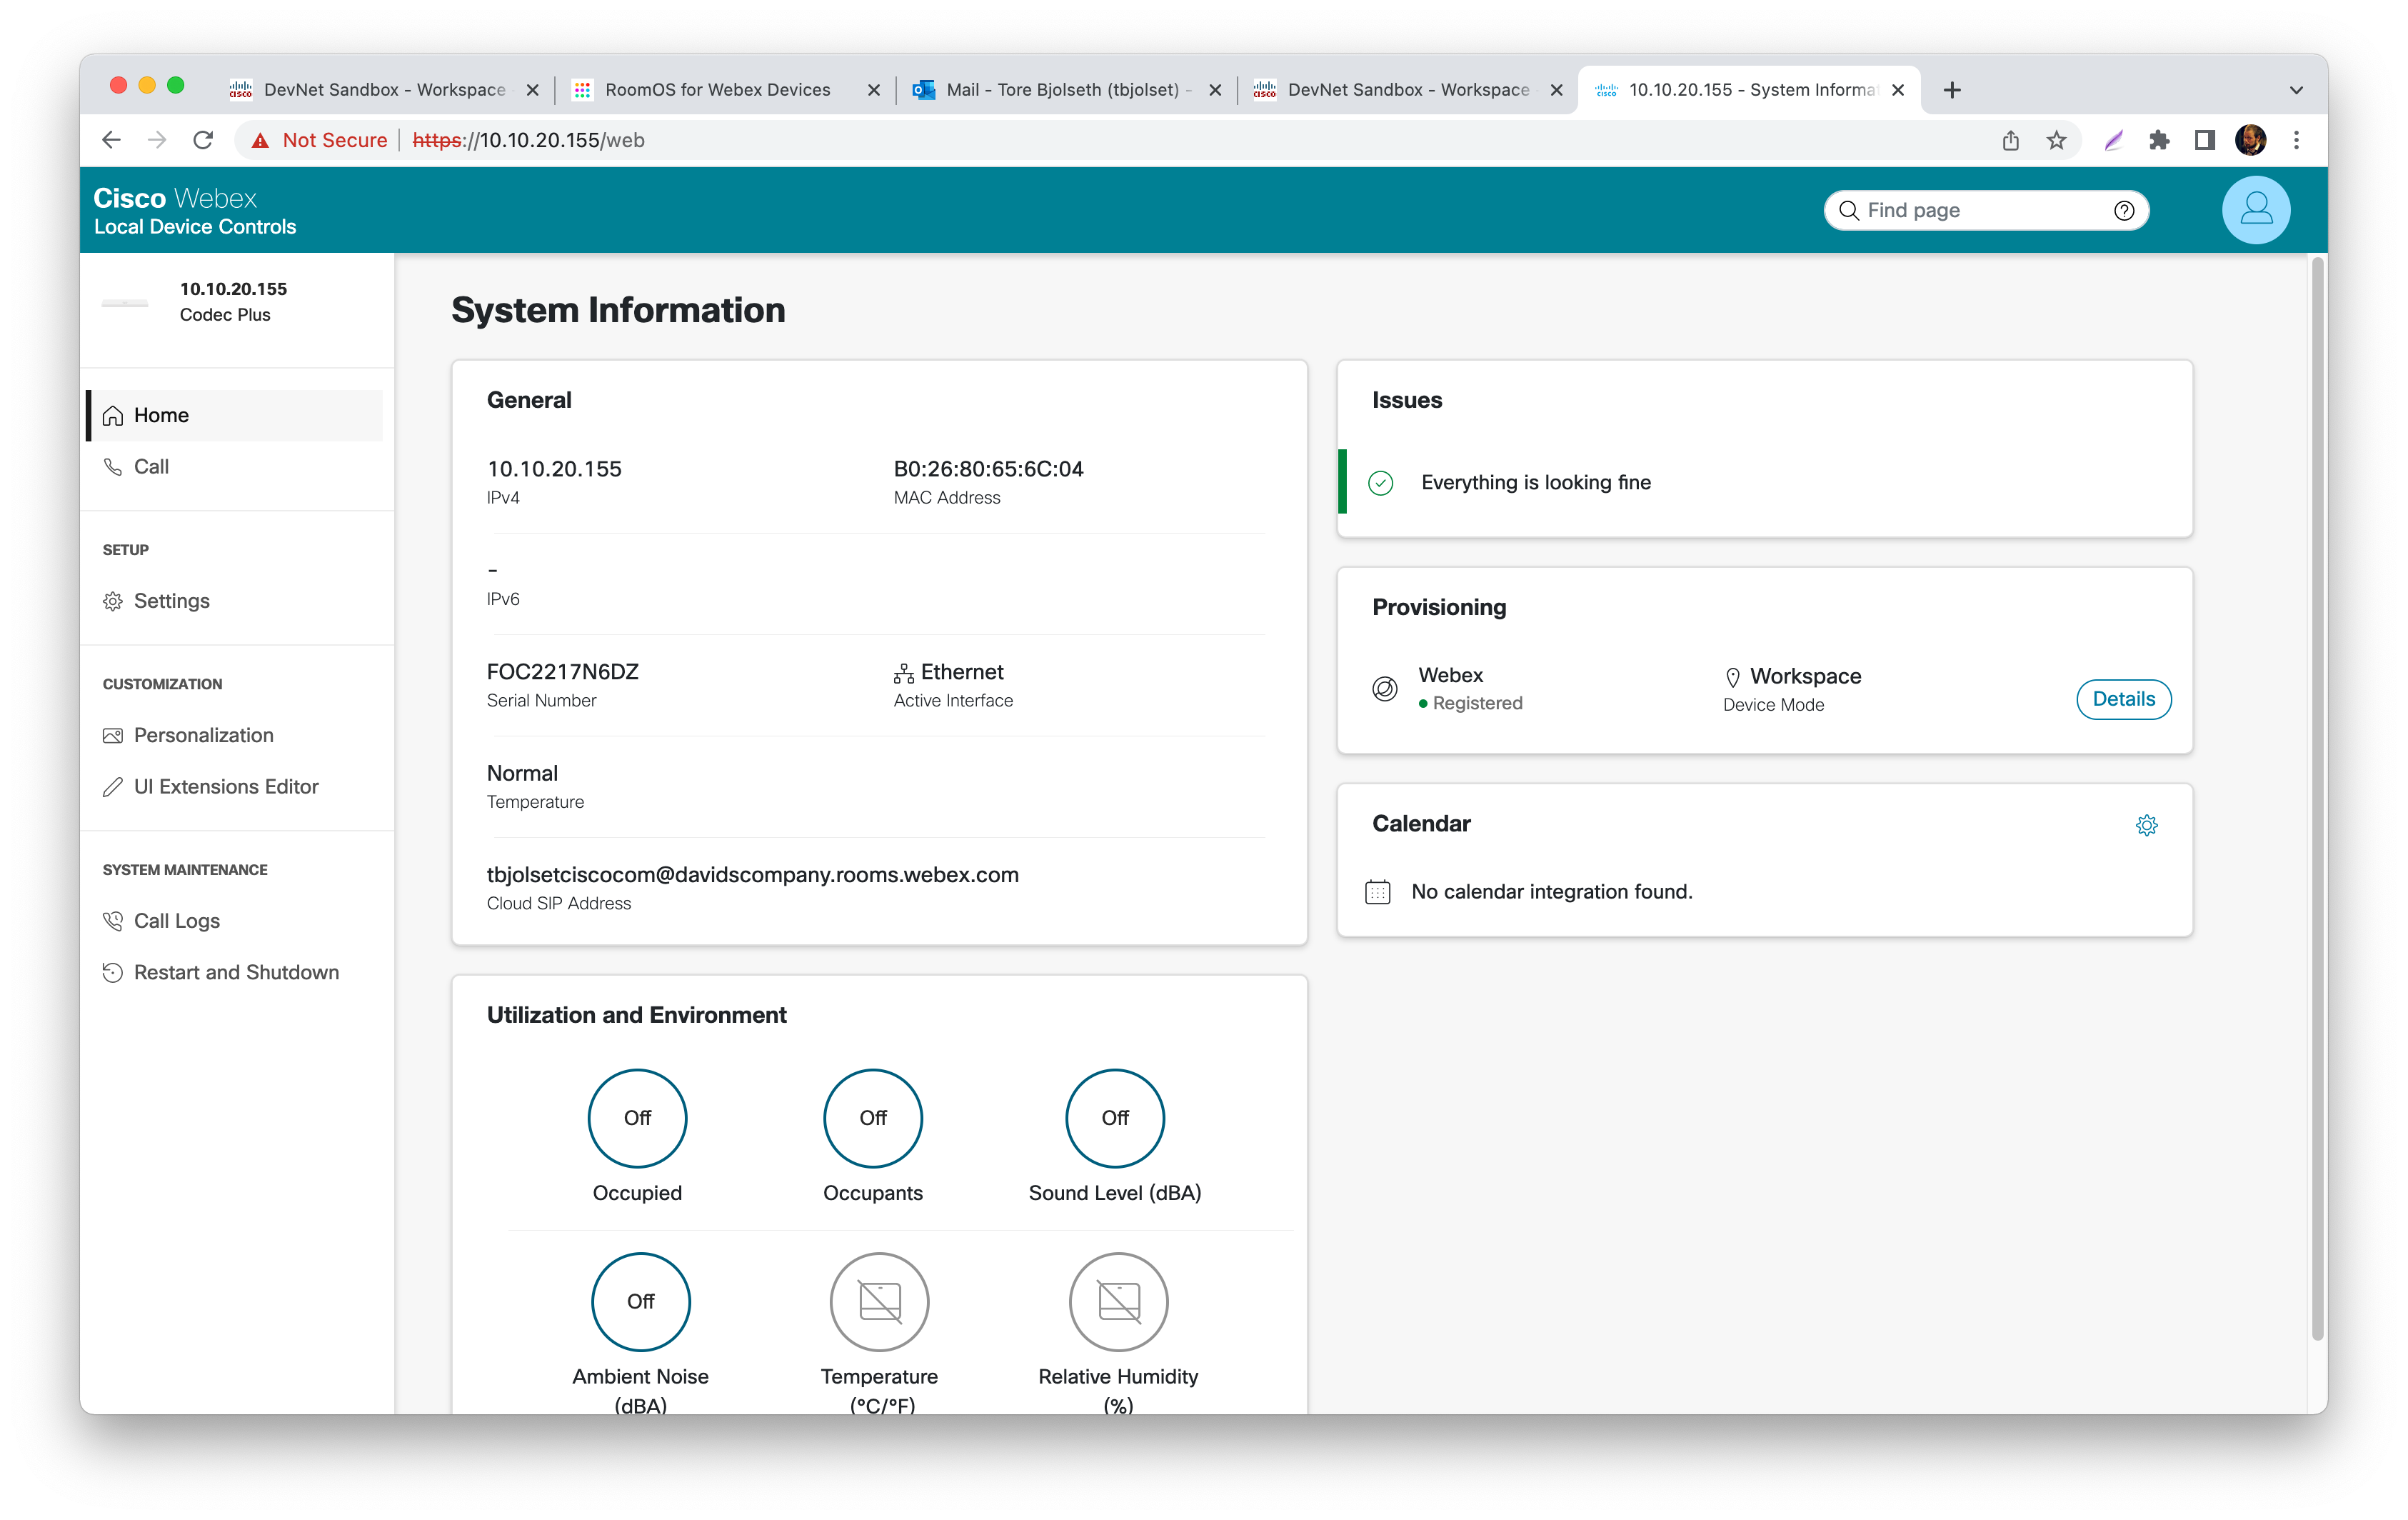 DevNet Sandbox - Workspace
RoomOS for Webex Devices
Mail - Tore Bjolseth (tbjolset) -
DevNet Sandbox - Workspace
10.10.20.155 - System Informa
Not Secure
https://10.10.20.155/web
Cisco Webex
Local Device Controls
Find page
10.10.20.155
Codec Plus
Home
Call
SETUP
Settings
CUSTOMIZATION
Personalization
UI Extensions Editor
SYSTEM MAINTENANCE
Call Logs
Restart and Shutdown
System Information
General
10.10.20.155
IPv4
B0:26:80:65:6C:04
MAC Address
-
IPv6
FOC2217N6DZ
Serial Number
Ethernet
Active Interface
Normal
Temperature
tbjolsetciscocom@davidscompany.rooms.webex.com
Cloud SIP Address
Issues
Everything is looking fine
Provisioning
Webex
Registered
Workspace
Device Mode
Details
Calendar
No calendar integration found.
Utilization and Environment
Off
Occupied
Off
Occupants
Off
Sound Level (dBA)
Off
Ambient Noise
(dBA)
Temperature
(°C/°F)
Relative Humidity
(%)